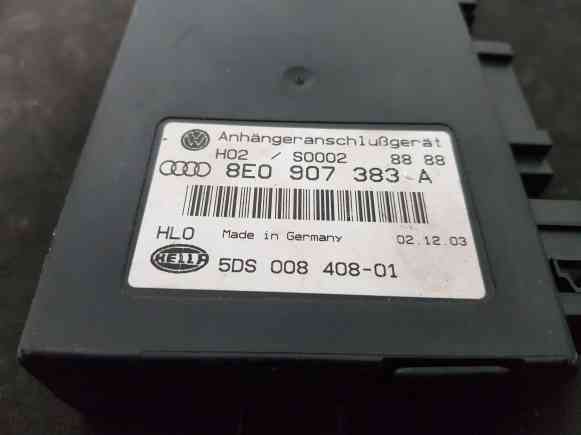 Anhängeranschlußgerät
H02 / S0002 88 88
8E0 907 383 A
HLO Made in Germany 02.12.03
HELLA 5DS 008 408-01